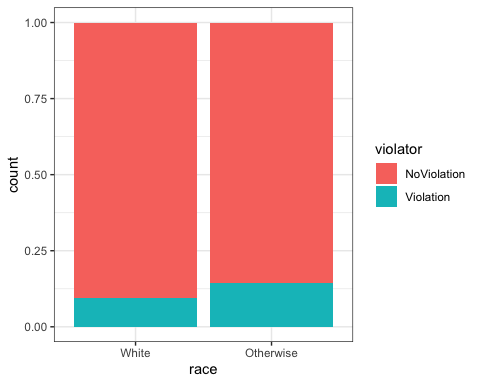 1.00
0.75
0.50
0.25
0.00
count
White
Otherwise
race
violator
NoViolation
Violation